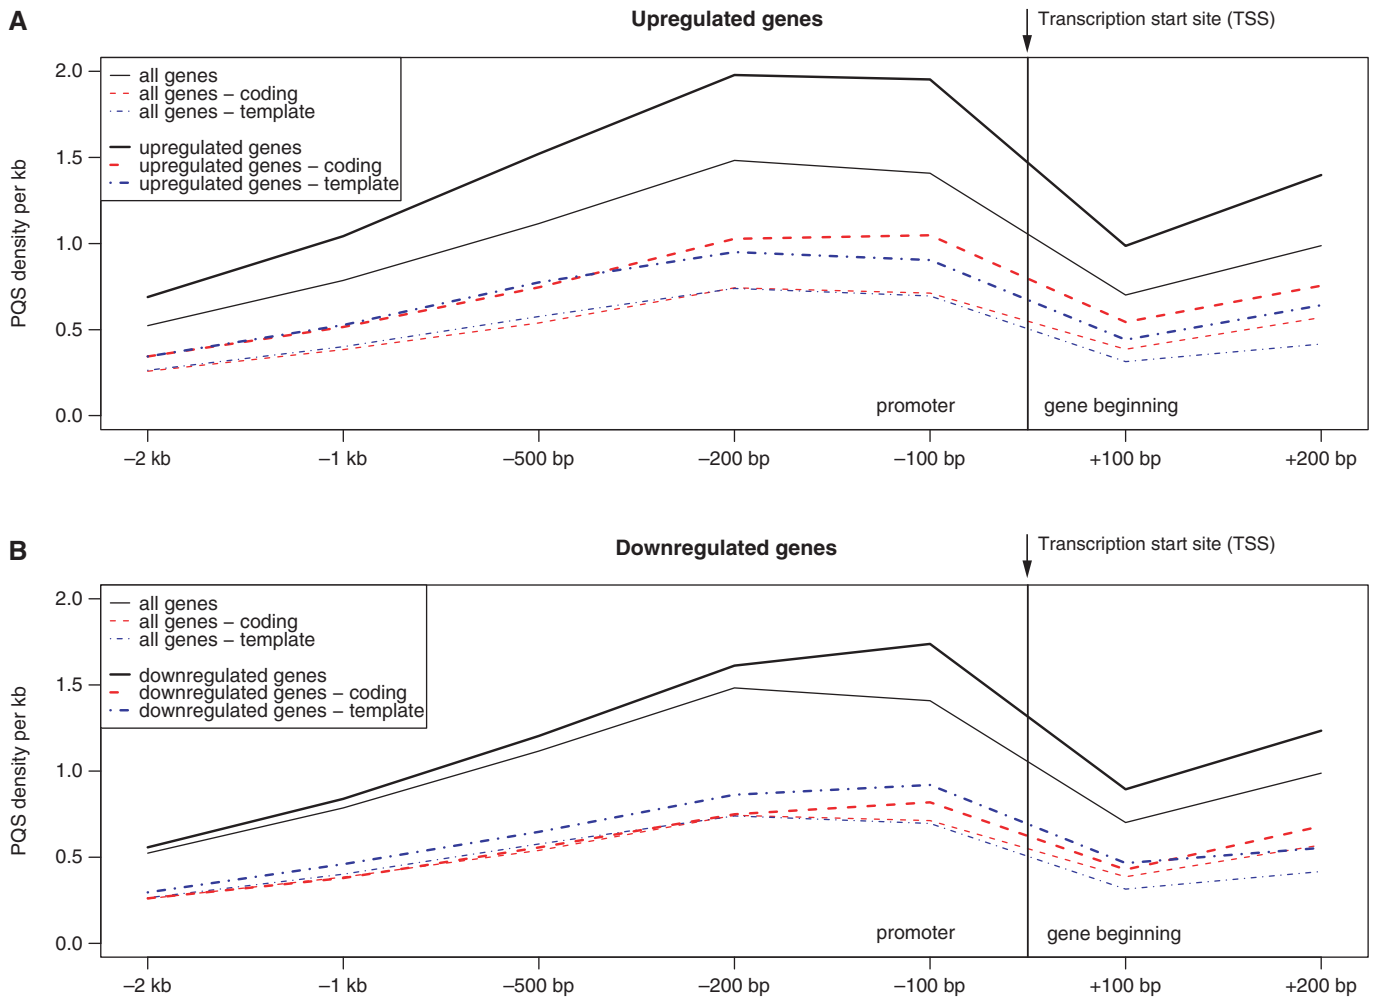 A
Upregulated genes
Transcription start site (TSS)
all genes
all genes – coding
all genes – template
upregulated genes
upregulated genes – coding
upregulated genes – template
PQS density per kb
2.0
1.5
1.0
0.5
0.0
promoter
gene beginning
–2 kb
–1 kb
–500 bp
–200 bp
–100 bp
+100 bp
+200 bp
B
Downregulated genes
Transcription start site (TSS)
all genes
all genes – coding
all genes – template
downregulated genes
downregulated genes – coding
downregulated genes – template
PQS density per kb
2.0
1.5
1.0
0.5
0.0
promoter
gene beginning
–2 kb
–1 kb
–500 bp
–200 bp
–100 bp
+100 bp
+200 bp